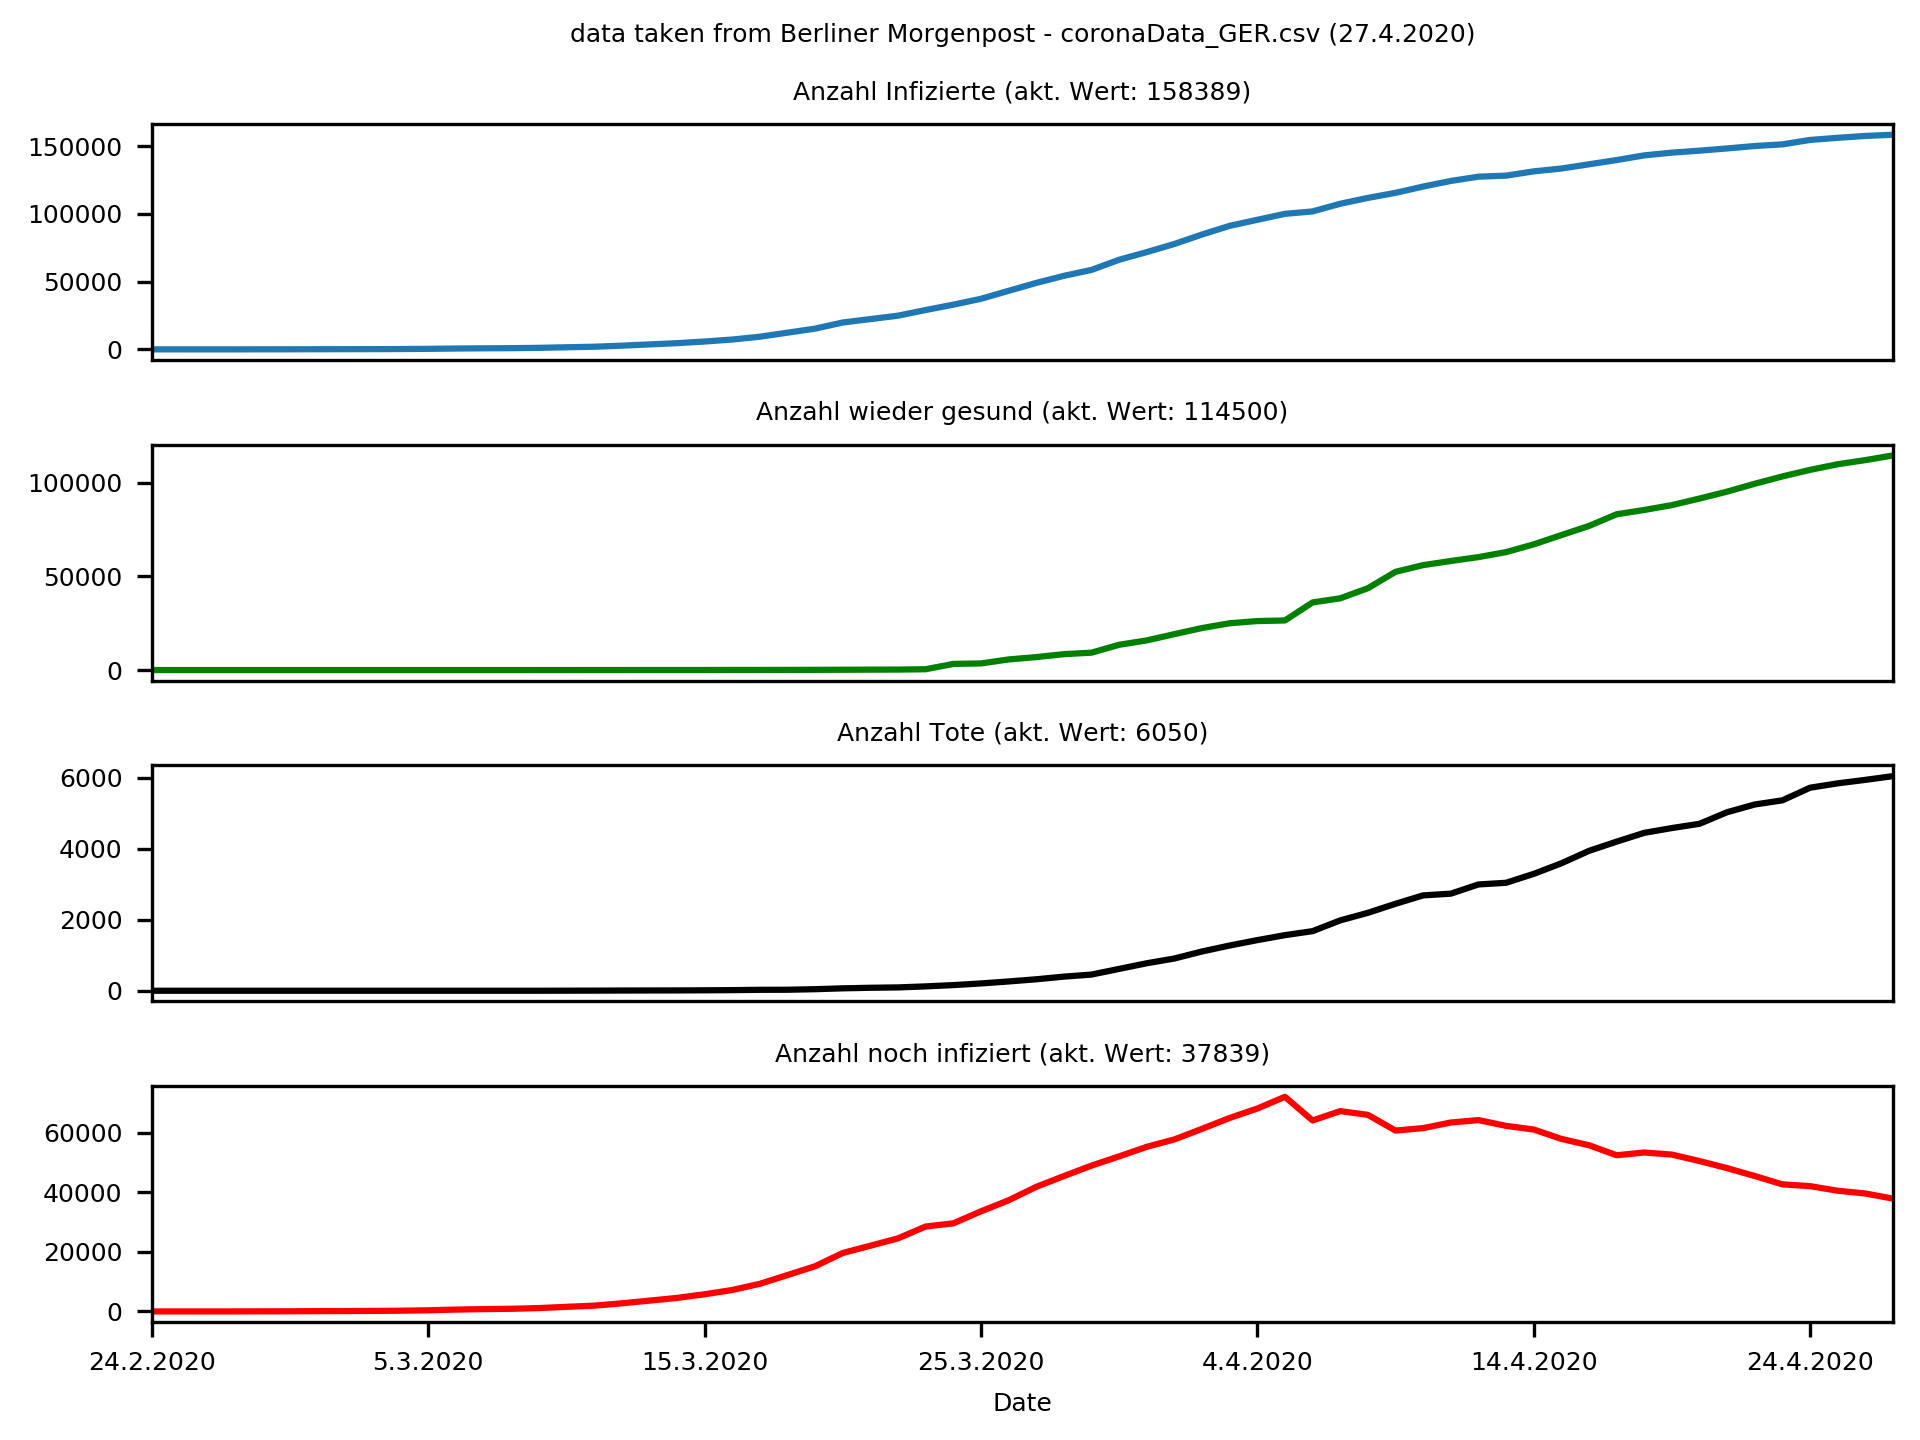 data taken from Berliner Morgenpost - coronaData_GER.csv (27.4.2020)
Anzahl Infizierte (akt. Wert: 158389)
150000
100000
50000
0
Anzahl wieder gesund (akt. Wert: 114500)
100000
50000
0
Anzahl Tote (akt. Wert: 6050)
6000
4000
2000
0
Anzahl noch infiziert (akt. Wert: 37839)
60000
40000
20000
0
24.2.2020 5.3.2020 15.3.2020 25.3.2020 4.4.2020 14.4.2020 24.4.2020
Date